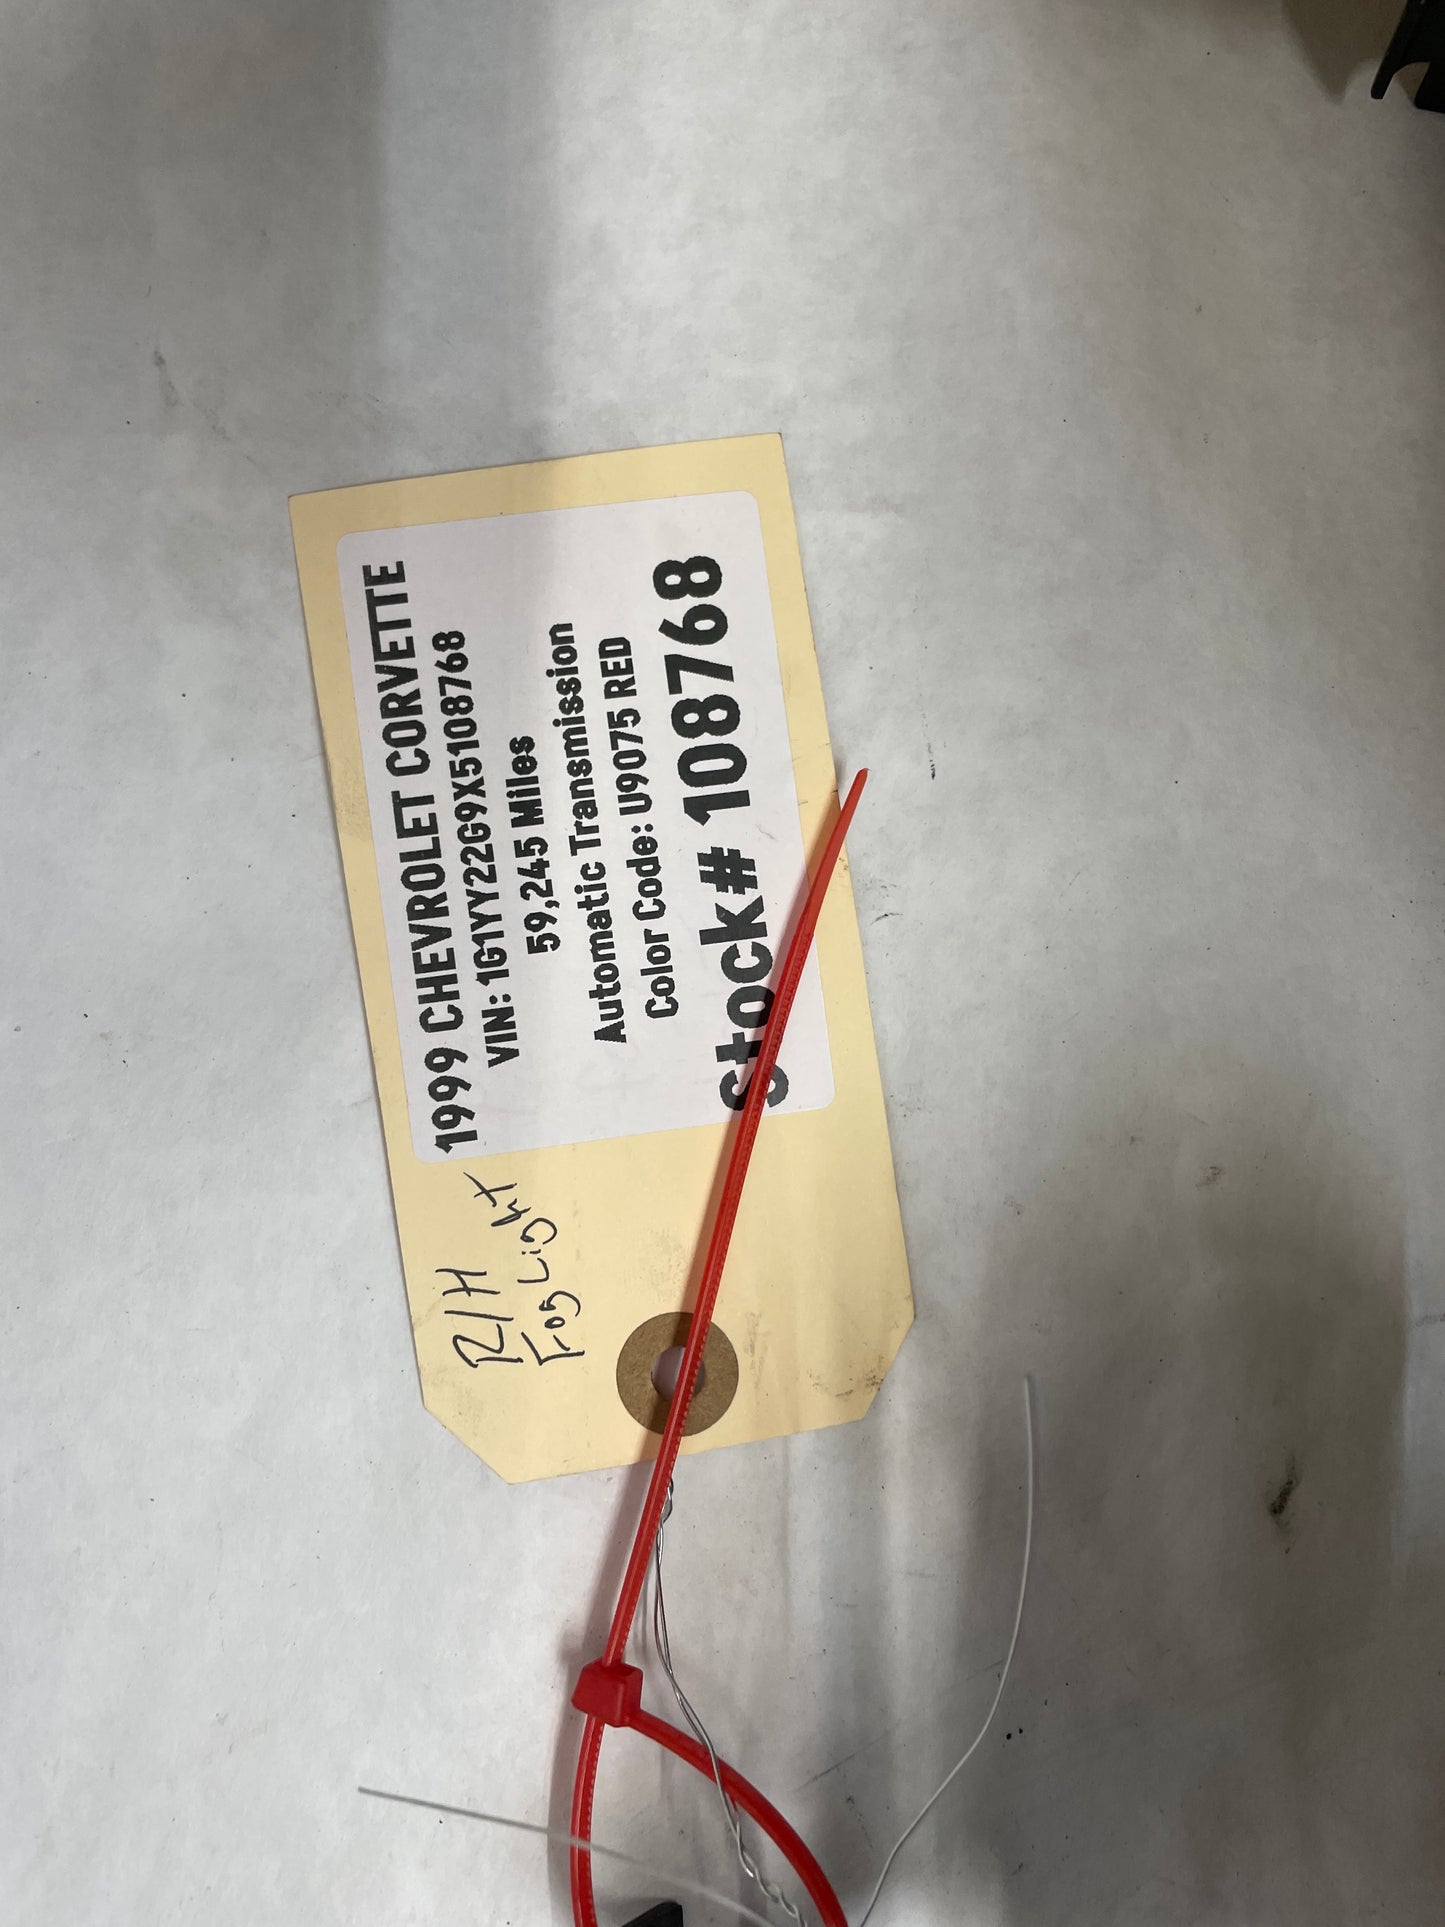 R/H
Fog Light
1999 CHEVROLET CORVETTE
VIN: 1G1YY22G9X5108768
59,245 Miles
Automatic Transmission
Color Code: U9075 RED
stock# 108768